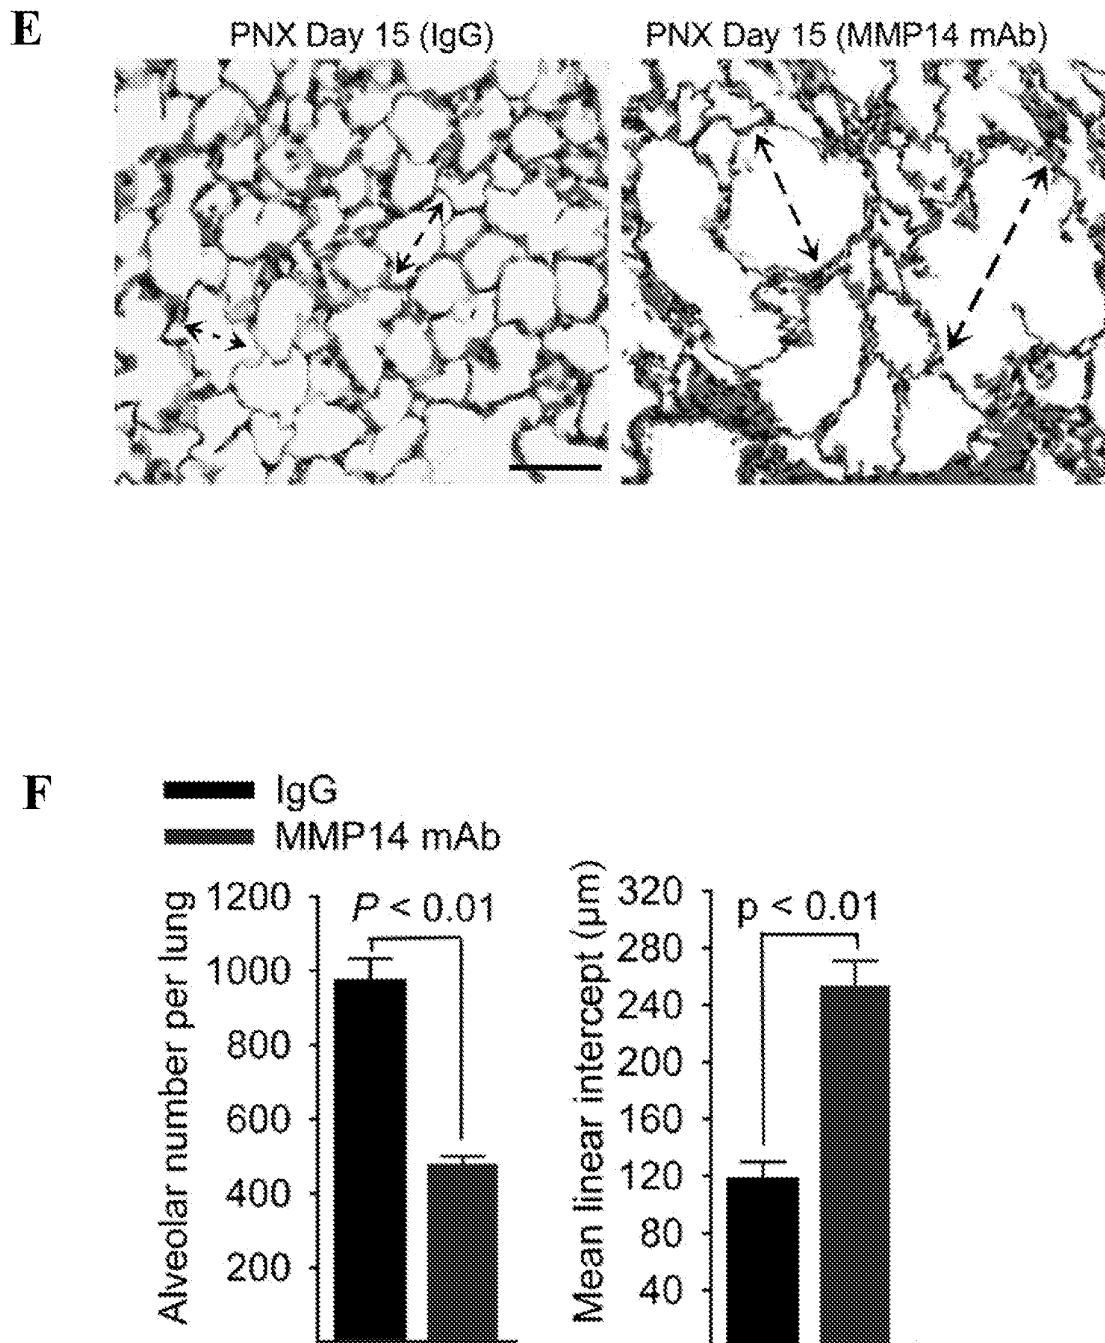 E
PNX Day 15 (IgG)
PNX Day 15 (MMP14 mAb)
F
IgG
MMP14 mAb
Alveolar number per lung
1200
1000
800
600
400
200
P < 0.01
Mean linear intercept (µm)
320
280
240
200
160
120
80
40
p < 0.01